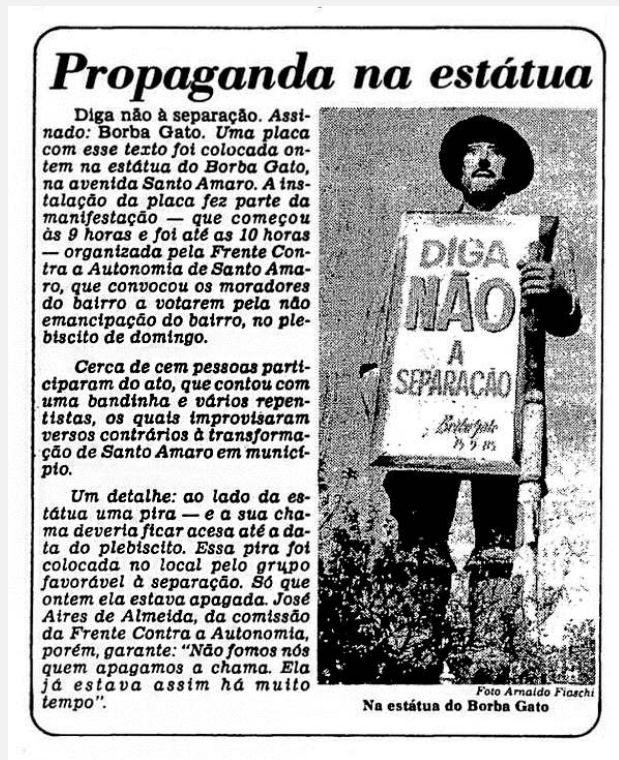 Propaganda na estátua
Diga não à separação. Assi-
nado: Borba Gato. Uma placa
com esse texto foi colocada on-
tem na estátua do Borba Gato,
na avenida Santo Amaro. A ins-
talação da placa fez parte da
manifestação — que começou
às 9 horas e foi até as 10 horas
— organizada pela Frente Con-
tra a Autonomia de Santo Ama-
ro, que convocou os moradores
do bairro a votarem pela não
emancipação do bairro, no ple-
biscito de domingo.
Cerca de cem pessoas parti-
ciparam do ato, que contou com
uma bandinha e vários repen-
tistas, os quais improvisaram
versos contrários à transforma-
ção de Santo Amaro em municí-
pio.
Um detalhe: ao lado da es-
tátua uma pira — e a sua cha-
ma deveria ficar acesa até a da-
ta do plebiscito. Essa pira foi
colocada no local pelo grupo
favorável à separação. Só que
ontem ela estava apagada. José
Aires de Almeida, da comissão
da Frente Contra a Autonomia,
porém, garante: "Não fomos nós
quem apagamos a chama. Ela
já estava assim há muito
tempo".
DIGA
NÃO
A
SEPARACÃO
Borba gato
Foto Arnaldo Fiaschi
Na estátua do Borba Gato